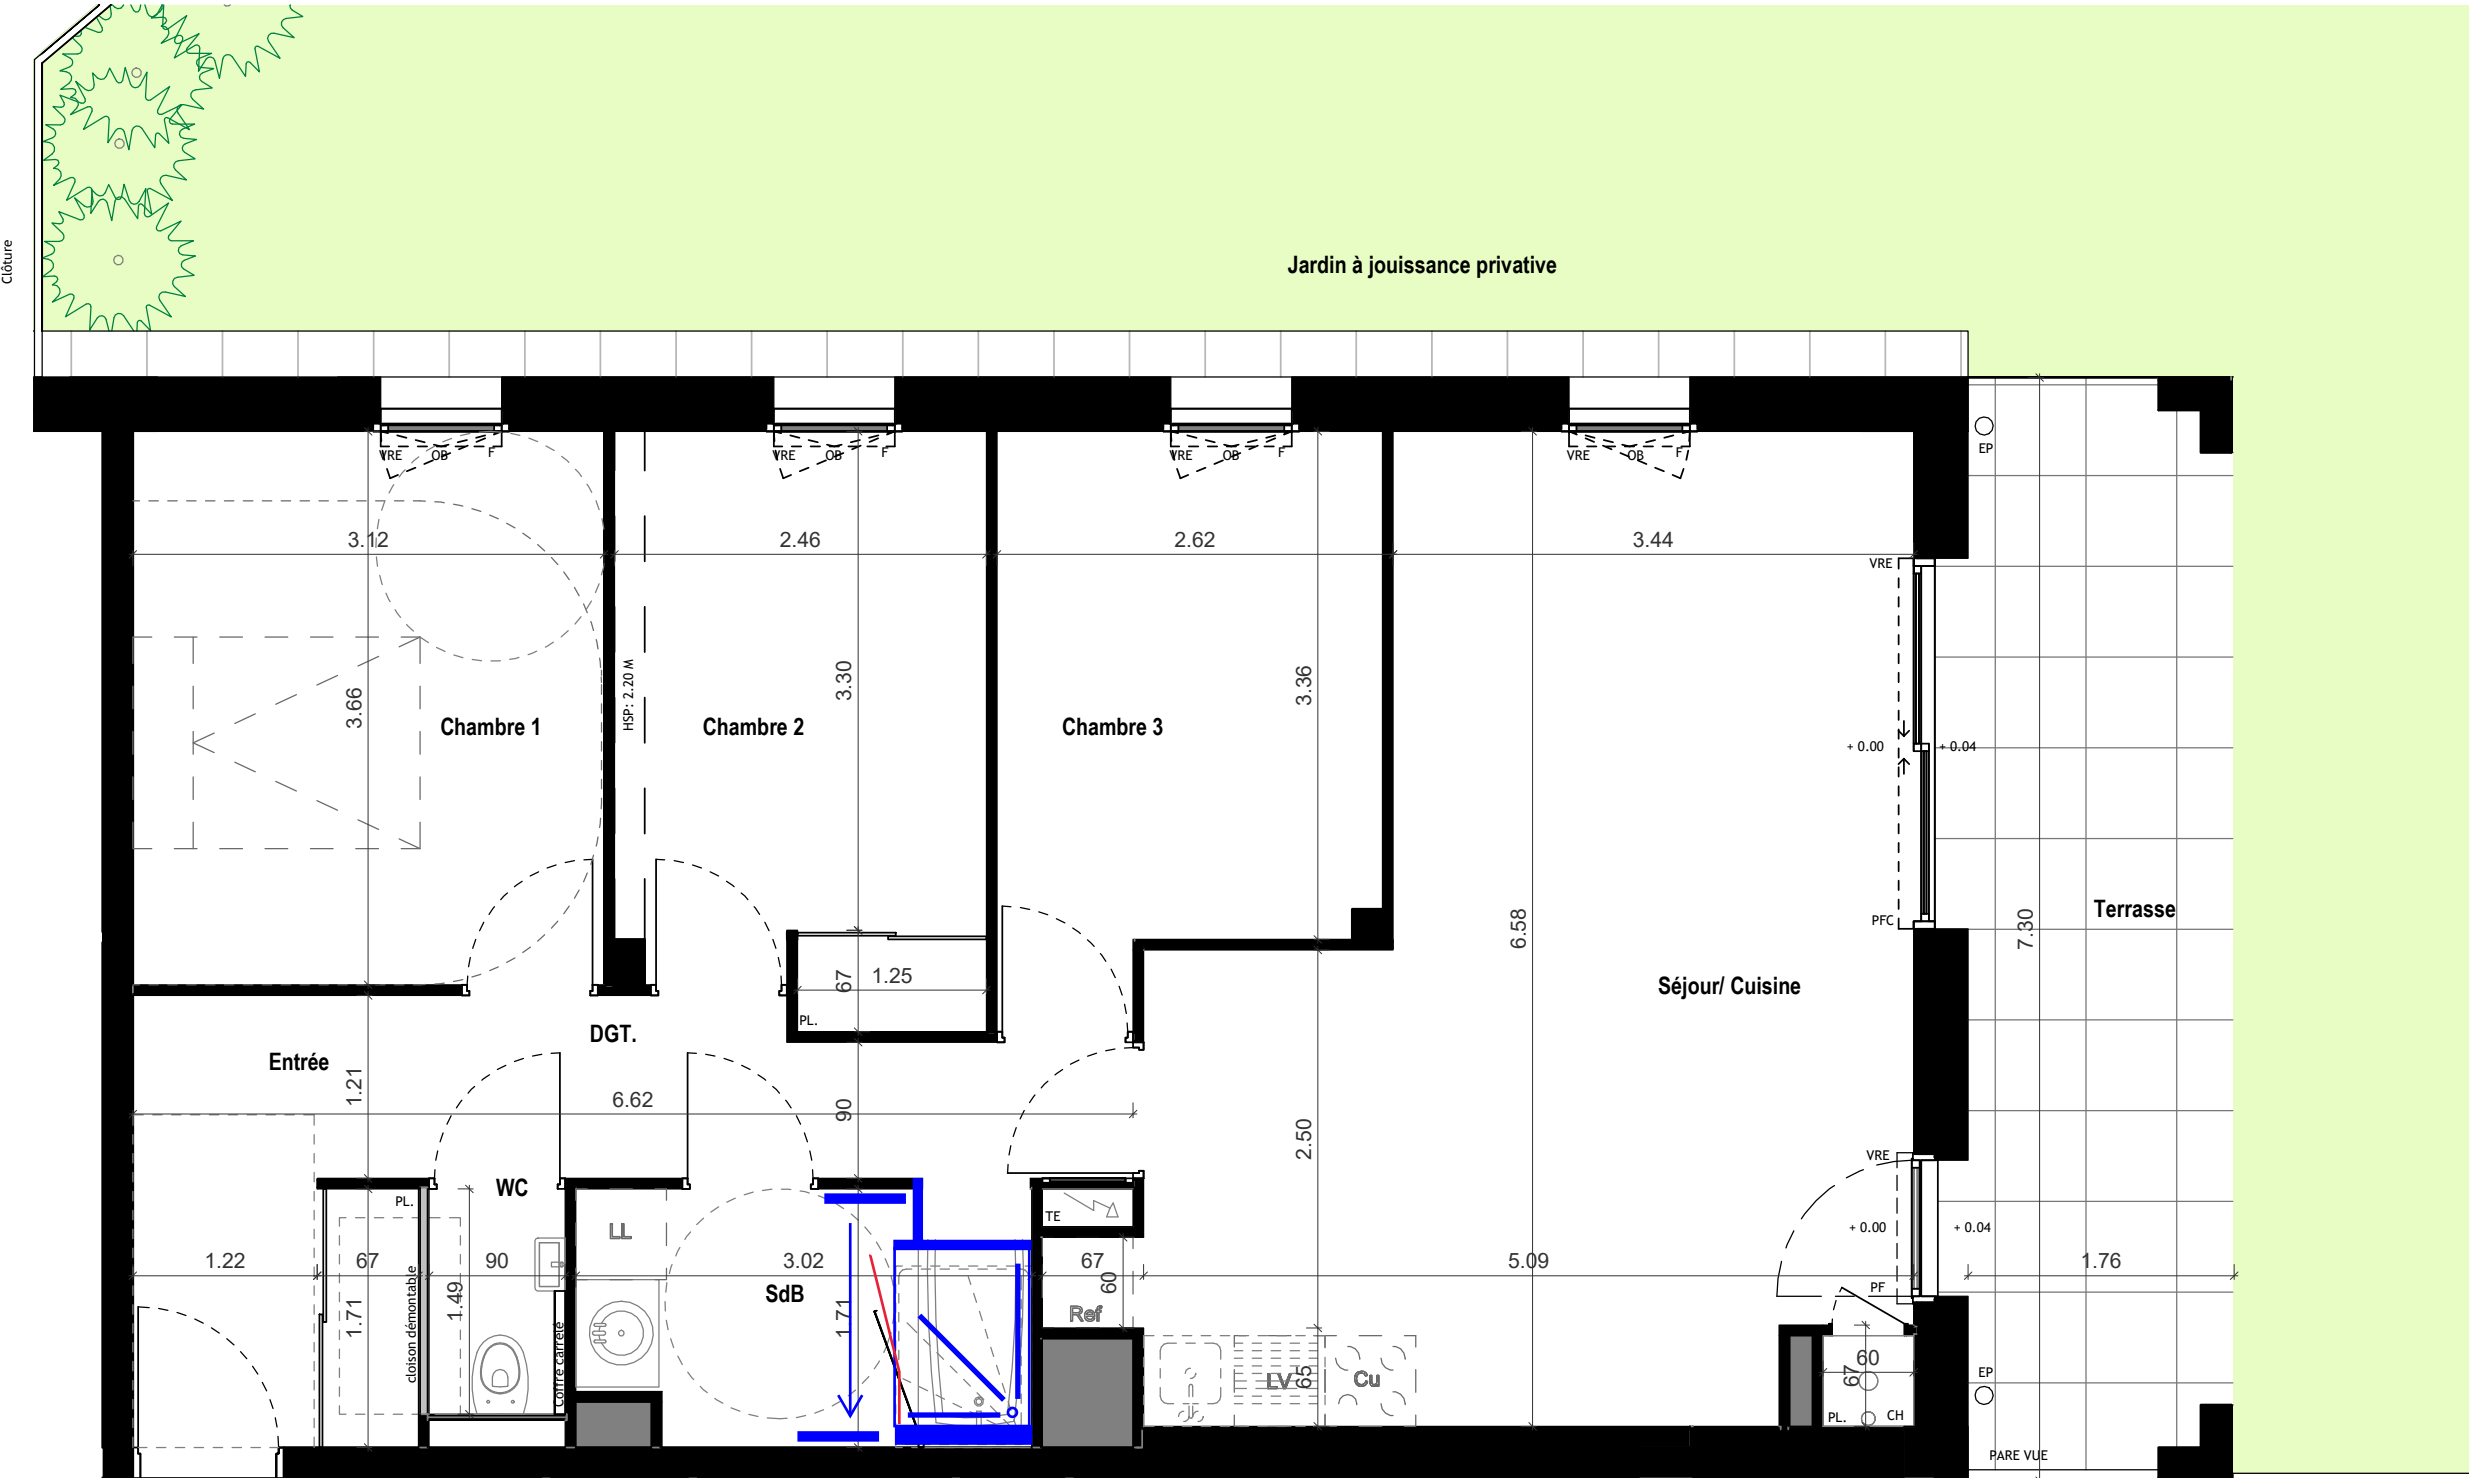 Clôture
Jardin à jouissance privative
VRE OB F
VRE OB F
VRE OB F
VRE OB F
EP
3.12
2.46
2.62
3.44
VRE
3.66
HSP: 2.20 M
3.30
3.36
Chambre 1
Chambre 2
Chambre 3
+ 0.00
+ 0.04
6.58
PFC
7.30
Terrasse
67
1.25
PL.
Séjour/ Cuisine
DGT.
Entrée
1.21
6.62
90
2.50
VRE
WC
PL.
TE
LL
+ 0.00
+ 0.04
1.22
67
90
3.02
67
5.09
1.76
1.71
cloison démontable
1.49
Coffre carrelé
SdB
1.71
60
Ref
PF
LV
65
Cu
60
67
EP
PL.
CH
PARE VUE